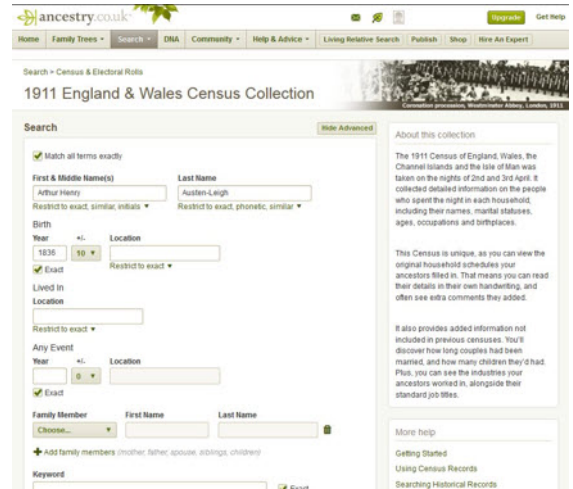 ancestry.co.uk
Upgrade Get Help
Home Family Trees Search DNA Community Help & Advice Living Relative Search Publish Shop Hire An Expert
Search > Census & Electoral Rolls
1911 England & Wales Census Collection
Coronation procession, Westminster Abbey, London, 1911
Search
Hide Advanced
Match all terms exactly
First & Middle Name(s) Last Name
Arthur Henry Austen-Leigh
Restrict to exact, similar, initials Restrict to exact, phonetic, similar
Birth
Year +/- Location
1836 10
Exact Restrict to exact
Lived In
Location
Restrict to exact
Any Event
Year +/- Location
0
Exact
Family Member First Name Last Name
Choose...
Add family members (mother, father, spouse, siblings, children)
Keyword
Exact
About this collection
The 1911 Census of England, Wales, the
Channel Islands and the Isle of Man was
taken on the nights of 2nd and 3rd April. It
collected detailed information on the people
who spent the night in each household,
including their names, marital statuses,
ages, occupations and birthplaces.
This Census is unique, as you can view the
original household schedules your
ancestors filled in. That means you can read
their details in their own handwriting, and
often see extra comments they added.
It also provides added information not
included in previous censuses. You'll
discover how long couples had been
married, and how many children they'd had.
Plus, you can see the industries your
ancestors worked in, alongside their
standard job titles.
More help
Getting Started
Using Census Records
Searching Historical Records